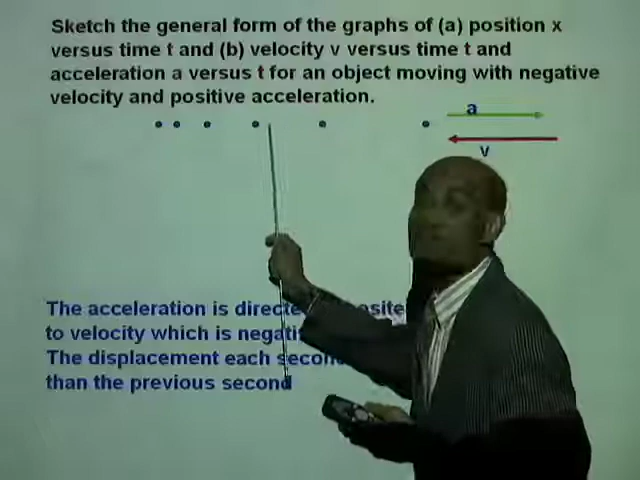 Sketch the general form of the graphs of (a) position x
versus time t and (b) velocity v versus time t and
acceleration a versus t for an object moving with negative
velocity and positive acceleration.
a
v
The acceleration is directe site
to velocity which is negati
The displacement each secon
than the previous second